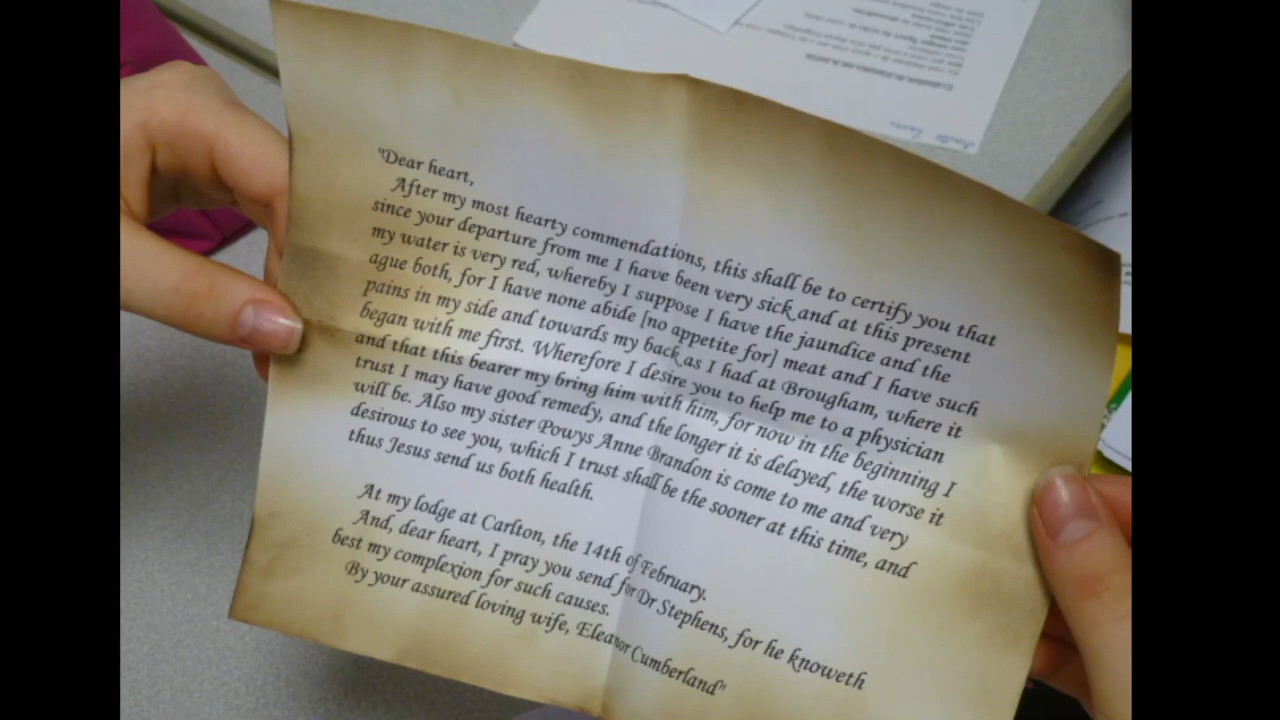 "Dear heart,
After my most hearty commendations, this shall be to certify you that
since your departure from me I have been very sick and at this present
my water is very red, whereby I suppose I have the jaundice and the
ague both, for I have none abide [no appetite for] meat and I have such
pains in my side and towards my back as I had at Brougham, where it
began with me first. Wherefore I desire you to help me to a physician
and that this bearer my bring him with him, for now in the beginning I
trust I may have good remedy, and the longer it is delayed, the worse it
will be. Also my sister Powys Anne Brandon is come to me and very
desirous to see you, which I trust shall be the sooner at this time, and
thus Jesus send us both health.
At my lodge at Carlton, the 14th of February.
And, dear heart, I pray you send for Dr Stephens, for he knoweth
best my complexion for such causes.
By your assured loving wife, Eleanor Cumberland"